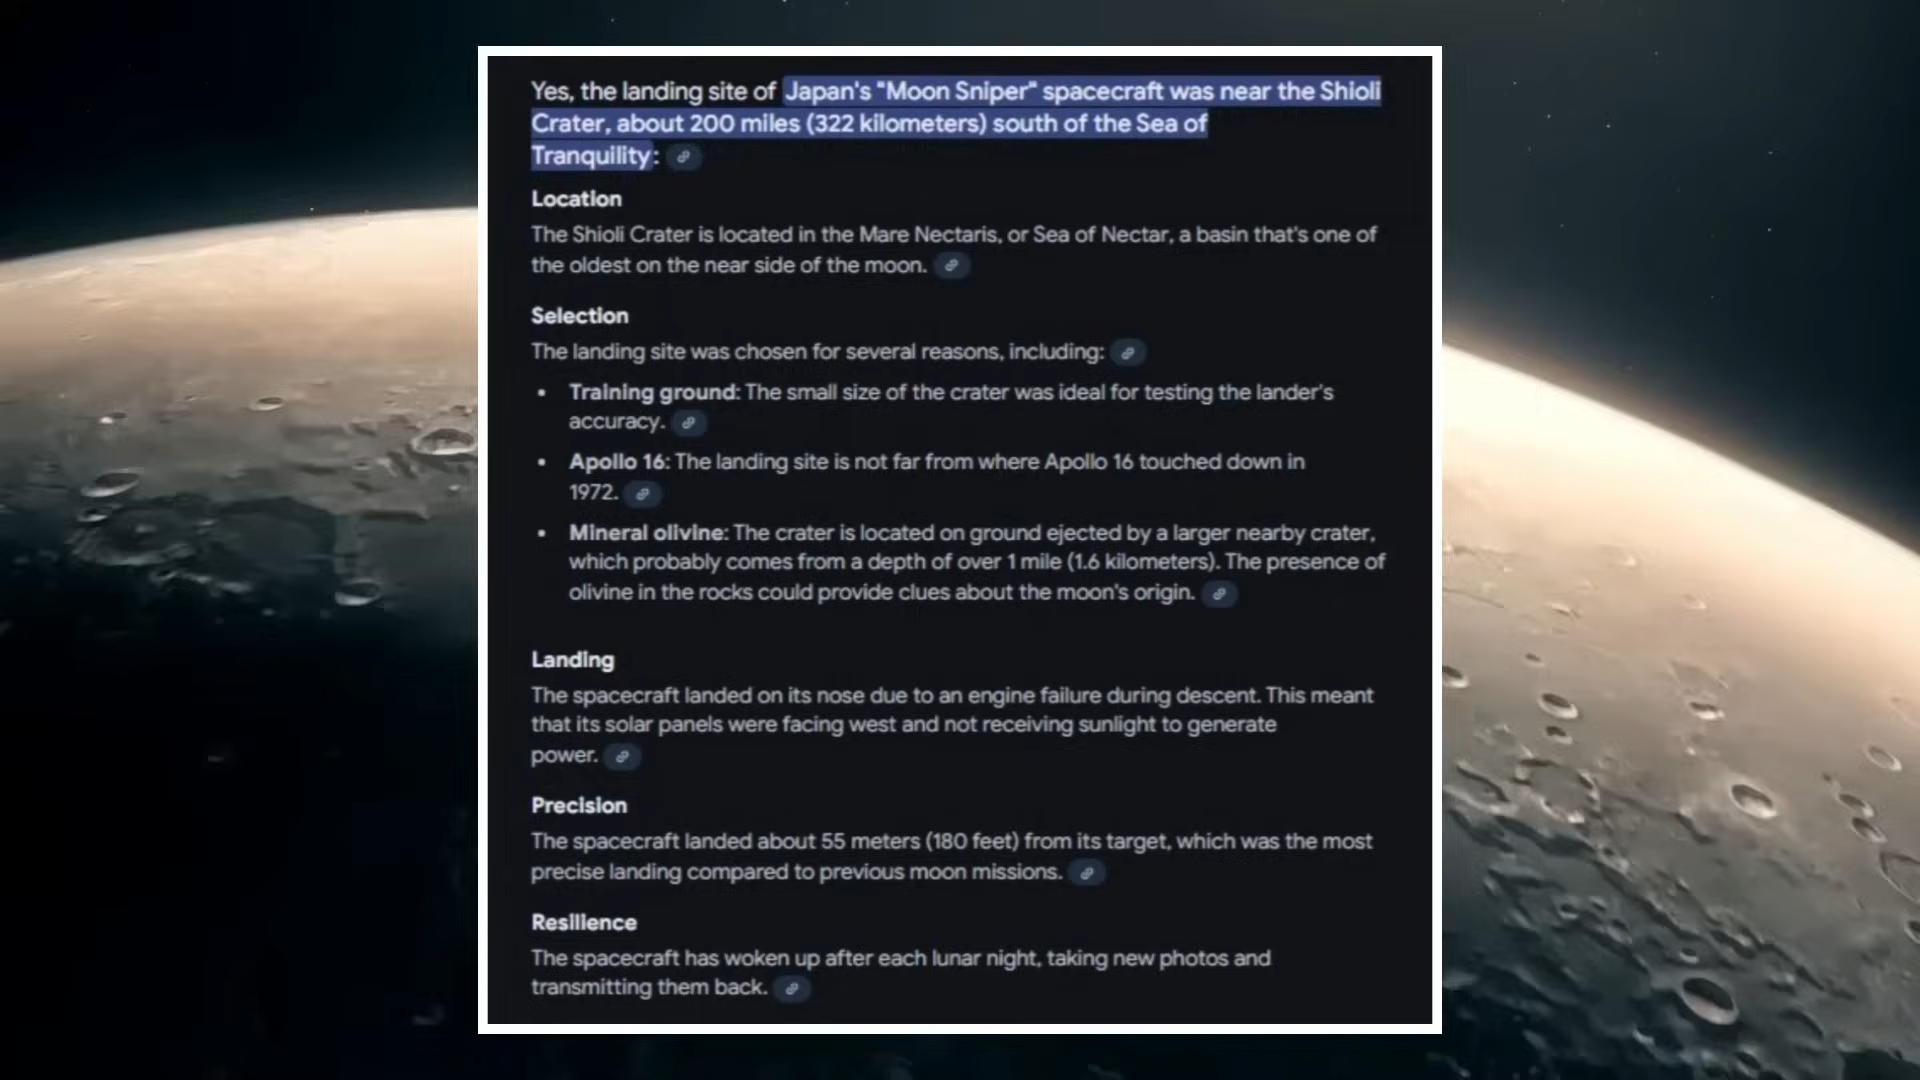 Yes, the landing site of Japan's "Moon Sniper" spacecraft was near the Shioli
Crater, about 200 miles (322 kilometers) south of the Sea of
Tranquility:
Location
The Shioli Crater is located in the Mare Nectaris, or Sea of Nectar, a basin that's one of
the oldest on the near side of the moon.
Selection
The landing site was chosen for several reasons, including:
• Training ground: The small size of the crater was ideal for testing the lander's
accuracy.
• Apollo 16: The landing site is not far from where Apollo 16 touched down in
1972.
• Mineral olivine: The crater is located on ground ejected by a larger nearby crater,
which probably comes from a depth of over 1 mile (1.6 kilometers). The presence of
olivine in the rocks could provide clues about the moon's origin.
Landing
The spacecraft landed on its nose due to an engine failure during descent. This meant
that its solar panels were facing west and not receiving sunlight to generate
power.
Precision
The spacecraft landed about 55 meters (180 feet) from its target, which was the most
precise landing compared to previous moon missions.
Resilience
The spacecraft has woken up after each lunar night, taking new photos and
transmitting them back.